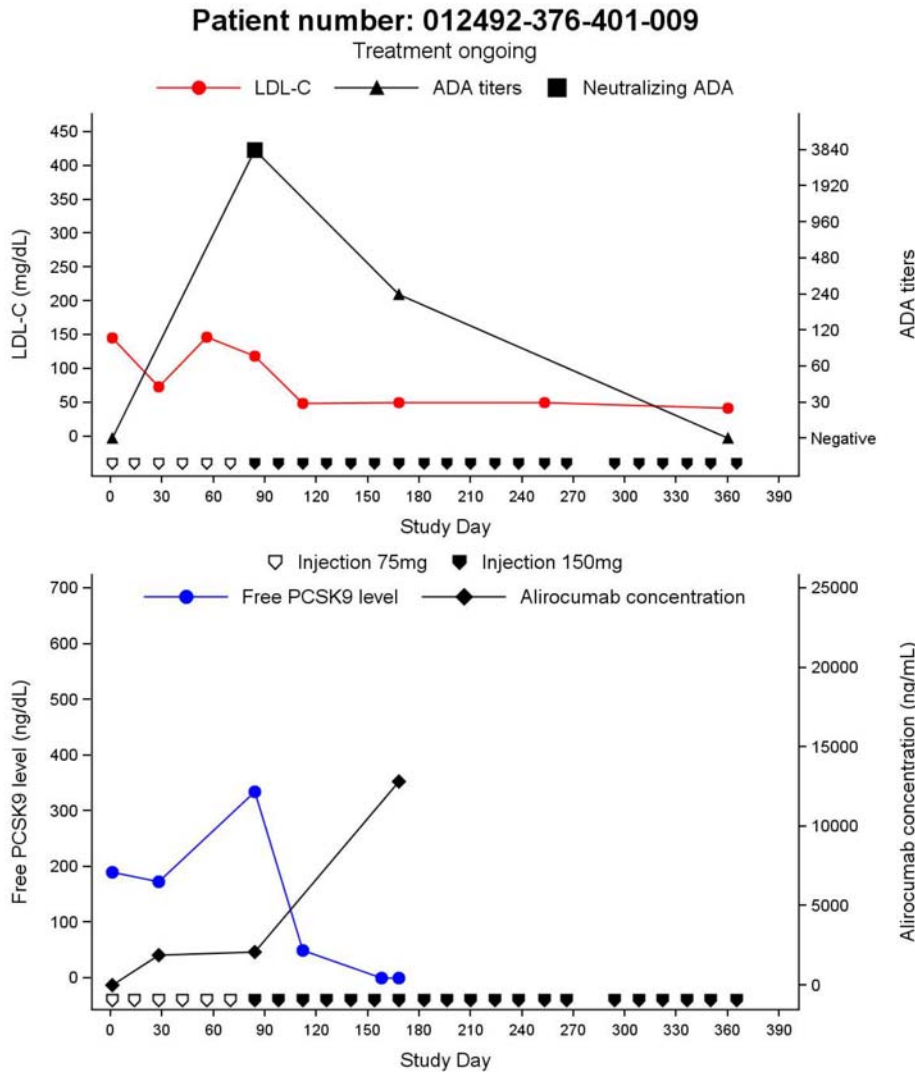 Patient number: 012492-376-401-009
Treatment ongoing
LDL-C ADA titers Neutralizing ADA
LDL-C (mg/dL)
450
400
350
300
250
200
150
100
50
0
3840
1920
960
480
240
120
60
30
Negative
ADA titers
0 30 60 90 120 150 180 210 240 270 300 330 360 390
Study Day
Injection 75mg Injection 150mg
Free PCSK9 level Alirocumab concentration
Free PCSK9 level (ng/dL)
700
600
500
400
300
200
100
0
25000
20000
15000
10000
5000
0
Alirocumab concentration (ng/mL)
0 30 60 90 120 150 180 210 240 270 300 330 360 390
Study Day